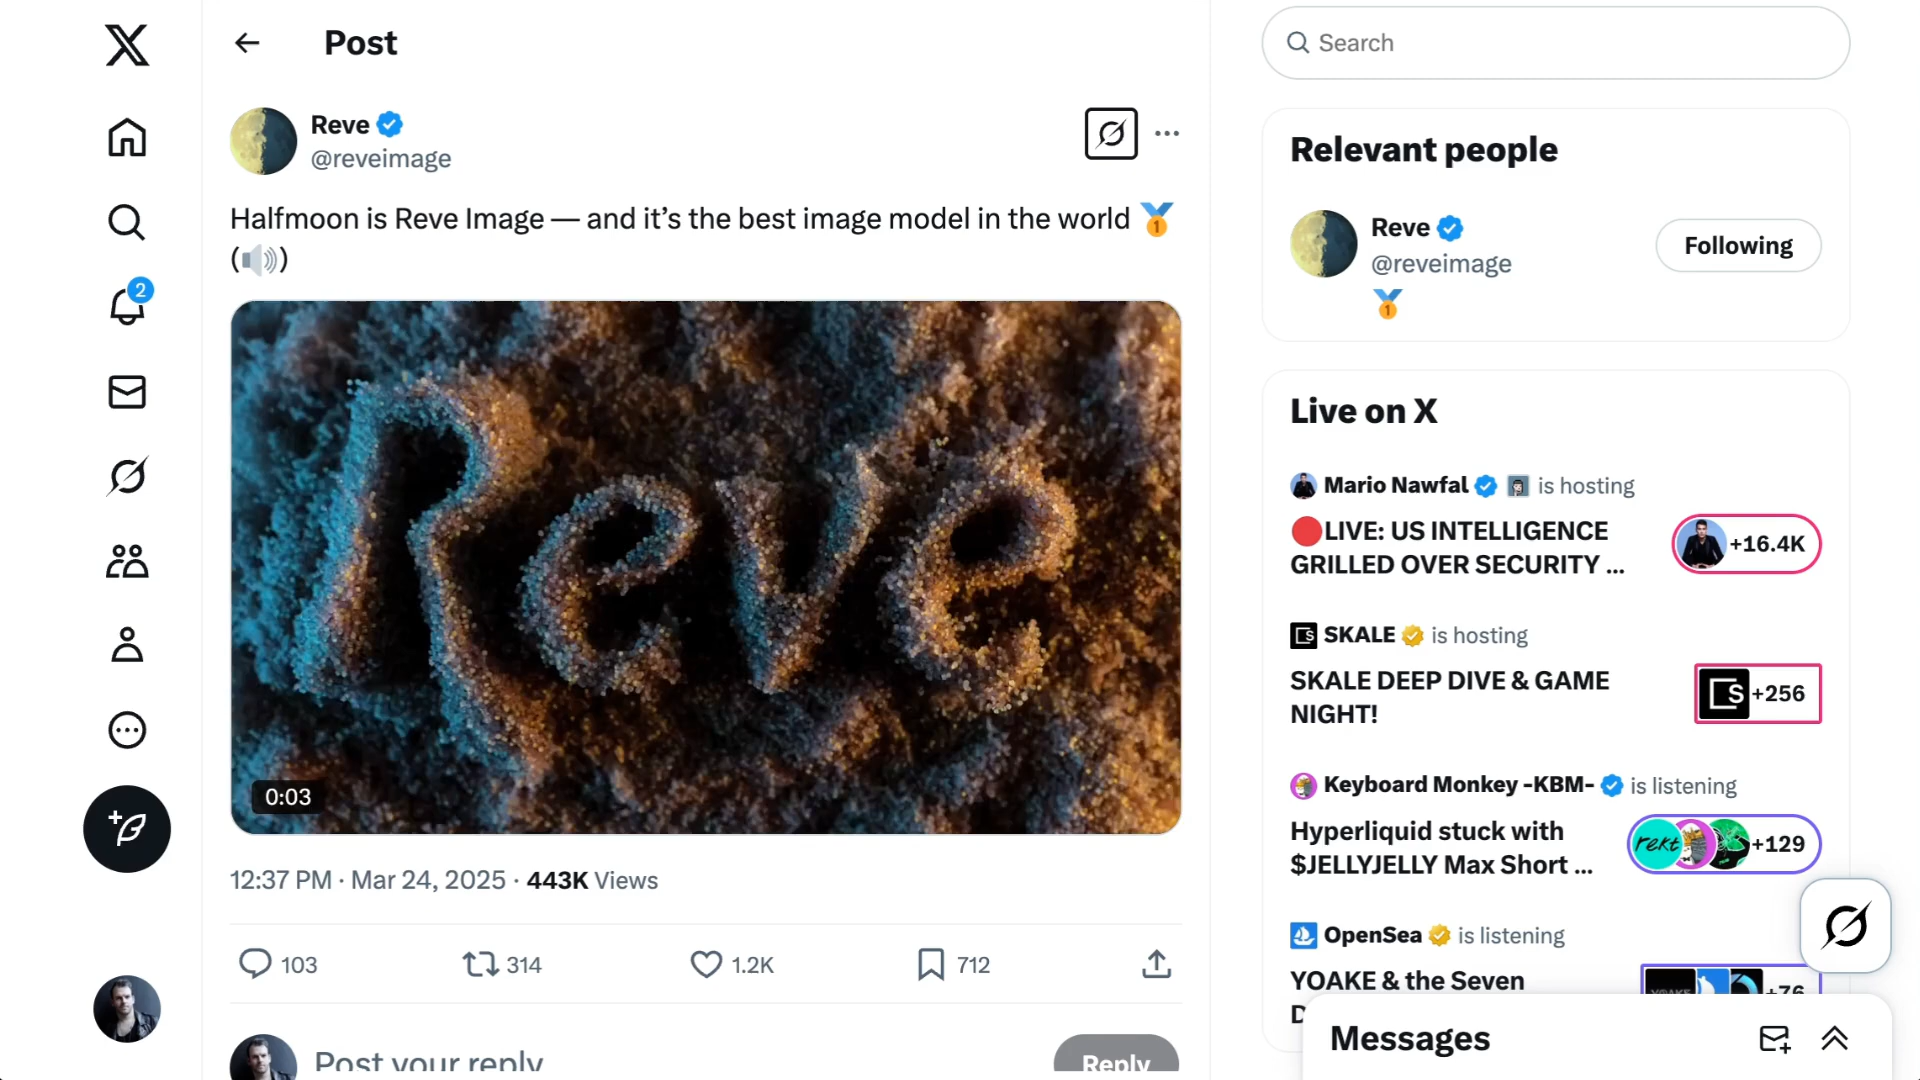 Post
Reve
@reveimage
Halfmoon is Reve Image — and it’s the best image model in the world 🥇
(🔊)
Reve
0:03
12:37 PM · Mar 24, 2025 · 443K Views
103
314
1.2K
712
Post your reply
Reply
2
Search
Relevant people
Reve
@reveimage
Following
🥇
Live on X
Mario Nawfal is hosting
🔴LIVE: US INTELLIGENCE
GRILLED OVER SECURITY ...
+16.4K
SKALE is hosting
SKALE DEEP DIVE & GAME
NIGHT!
+256
Keyboard Monkey -KBM- is listening
Hyperliquid stuck with
$JELLYJELLY Max Short ...
rekt
+129
OpenSea is listening
YOAKE & the Seven
+76
Messages